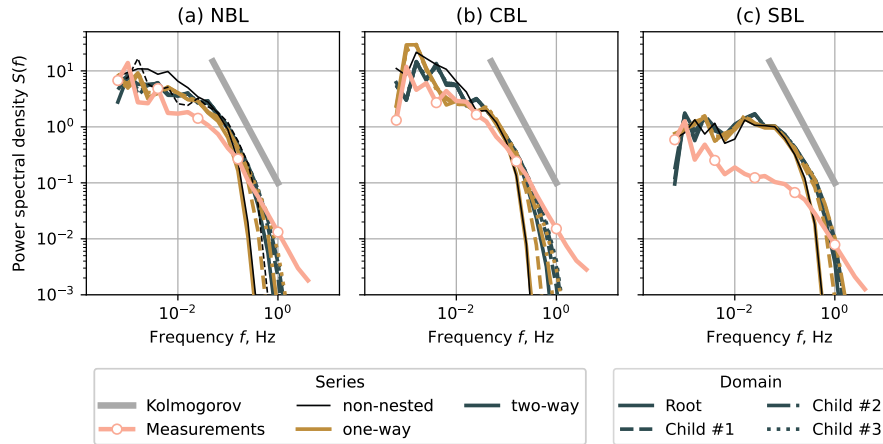 (a) NBL
(b) CBL
(c) SBL
Power spectral density S(f)
10¹
10⁰
10⁻¹
10⁻²
10⁻³
10⁻² 10⁰
10⁻² 10⁰
10⁻² 10⁰
Frequency f, Hz
Frequency f, Hz
Frequency f, Hz
Series
Kolmogorov
Measurements
non-nested
one-way
two-way
Domain
Root
Child #1
Child #2
Child #3